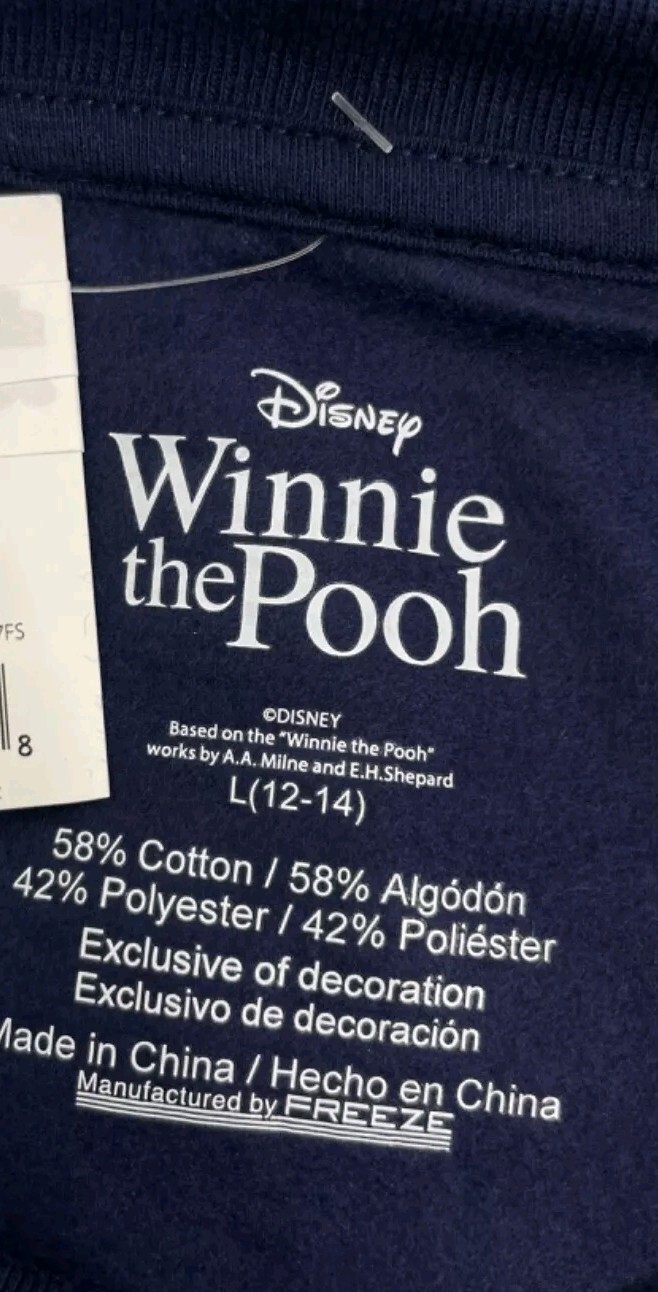 Disney
Winnie
the Pooh
©DISNEY
Based on the "Winnie the Pooh"
works by A.A. Milne and E.H.Shepard
L(12-14)
58% Cotton / 58% Algódón
42% Polyester / 42% Poliéster
Exclusive of decoration
Exclusivo de decoración
Made in China / Hecho en China
Manufactured by FREEZE
7FS
8